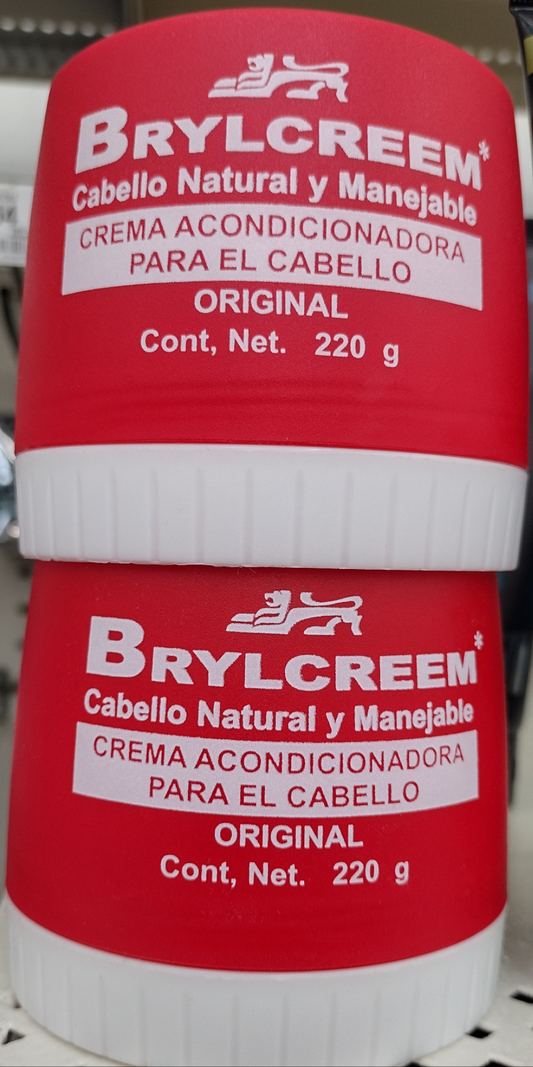 BRYLCREEM*
Cabello Natural y Manejable
CREMA ACONDICIONADORA
PARA EL CABELLO
ORIGINAL
Cont, Net. 220 g
BRYLCREEM*
Cabello Natural y Manejable
CREMA ACONDICIONADORA
PARA EL CABELLO
ORIGINAL
Cont, Net. 220 g